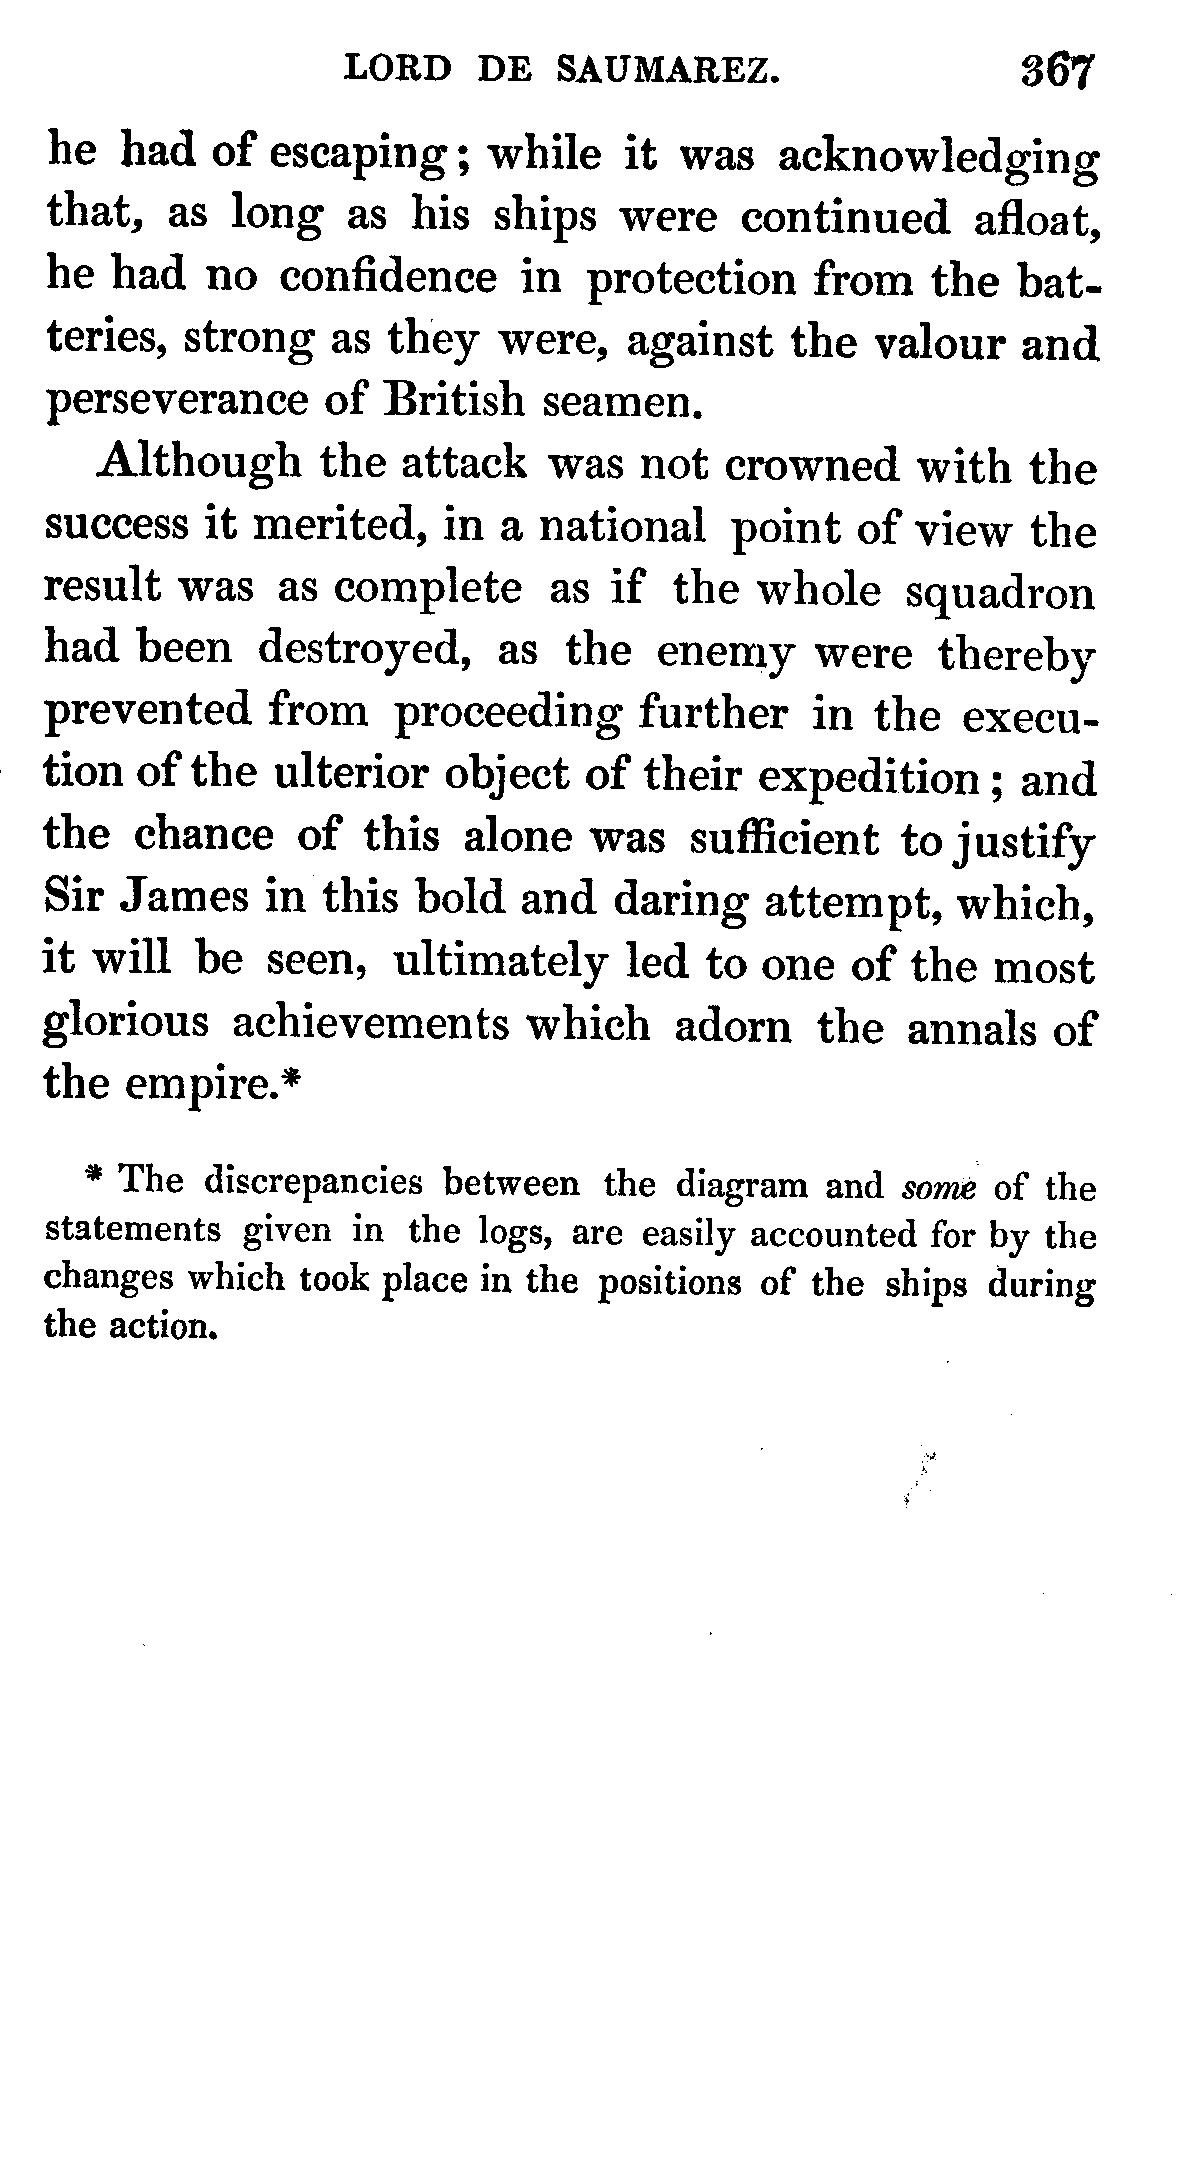 LORD DE SAUMAREZ. 367
he had of escaping; while it was acknowledging
that, as long as his ships were continued afloat,
he had no confidence in protection from the bat-
teries, strong as they were, against the valour and
perseverance of British seamen.
Although the attack was not crowned with the
success it merited, in a national point of view the
result was as complete as if the whole squadron
had been destroyed, as the enemy were thereby
prevented from proceeding further in the execu-
tion of the ulterior object of their expedition; and
the chance of this alone was sufficient to justify
Sir James in this bold and daring attempt, which,
it will be seen, ultimately led to one of the most
glorious achievements which adorn the annals of
the empire.*
* The discrepancies between the diagram and some of the
statements given in the logs, are easily accounted for by the
changes which took place in the positions of the ships during
the action.